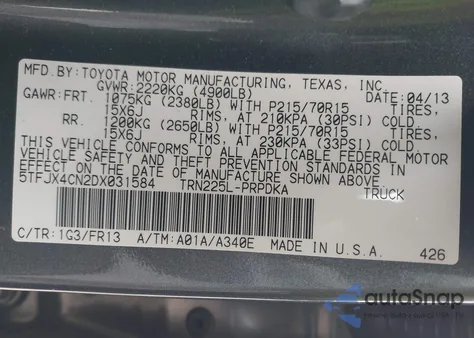 MFD.BY: TOYOTA MOTOR MANUFACTURING, TEXAS, INC.
GVWR: 2220KG (4900LB) DATE: 04/13
GAWR: FRT. 1075KG (2380LB) WITH P215/70R15 TIRES,
15X6J RIMS, AT 210KPA (30PSI) COLD
RR. 1200KG (2650LB) WITH P215/70R15 TIRES,
15X6J RIMS, AT 230KPA (33PSI) COLD
THIS VEHICLE CONFORMS TO ALL APPLICABLE FEDERAL MOTOR
VEHICLE SAFETY AND THEFT PREVENTION STANDARDS IN
EFFECT ON THE DATE OF MANUFACTURE SHOWN ABOVE.
5TFJX4CN2DX031584 TRN225L-PRPDKA TRUCK
C/TR: 1G3/FR13 A/TM: A01A/A340E MADE IN U.S.A. 426
autoSnap